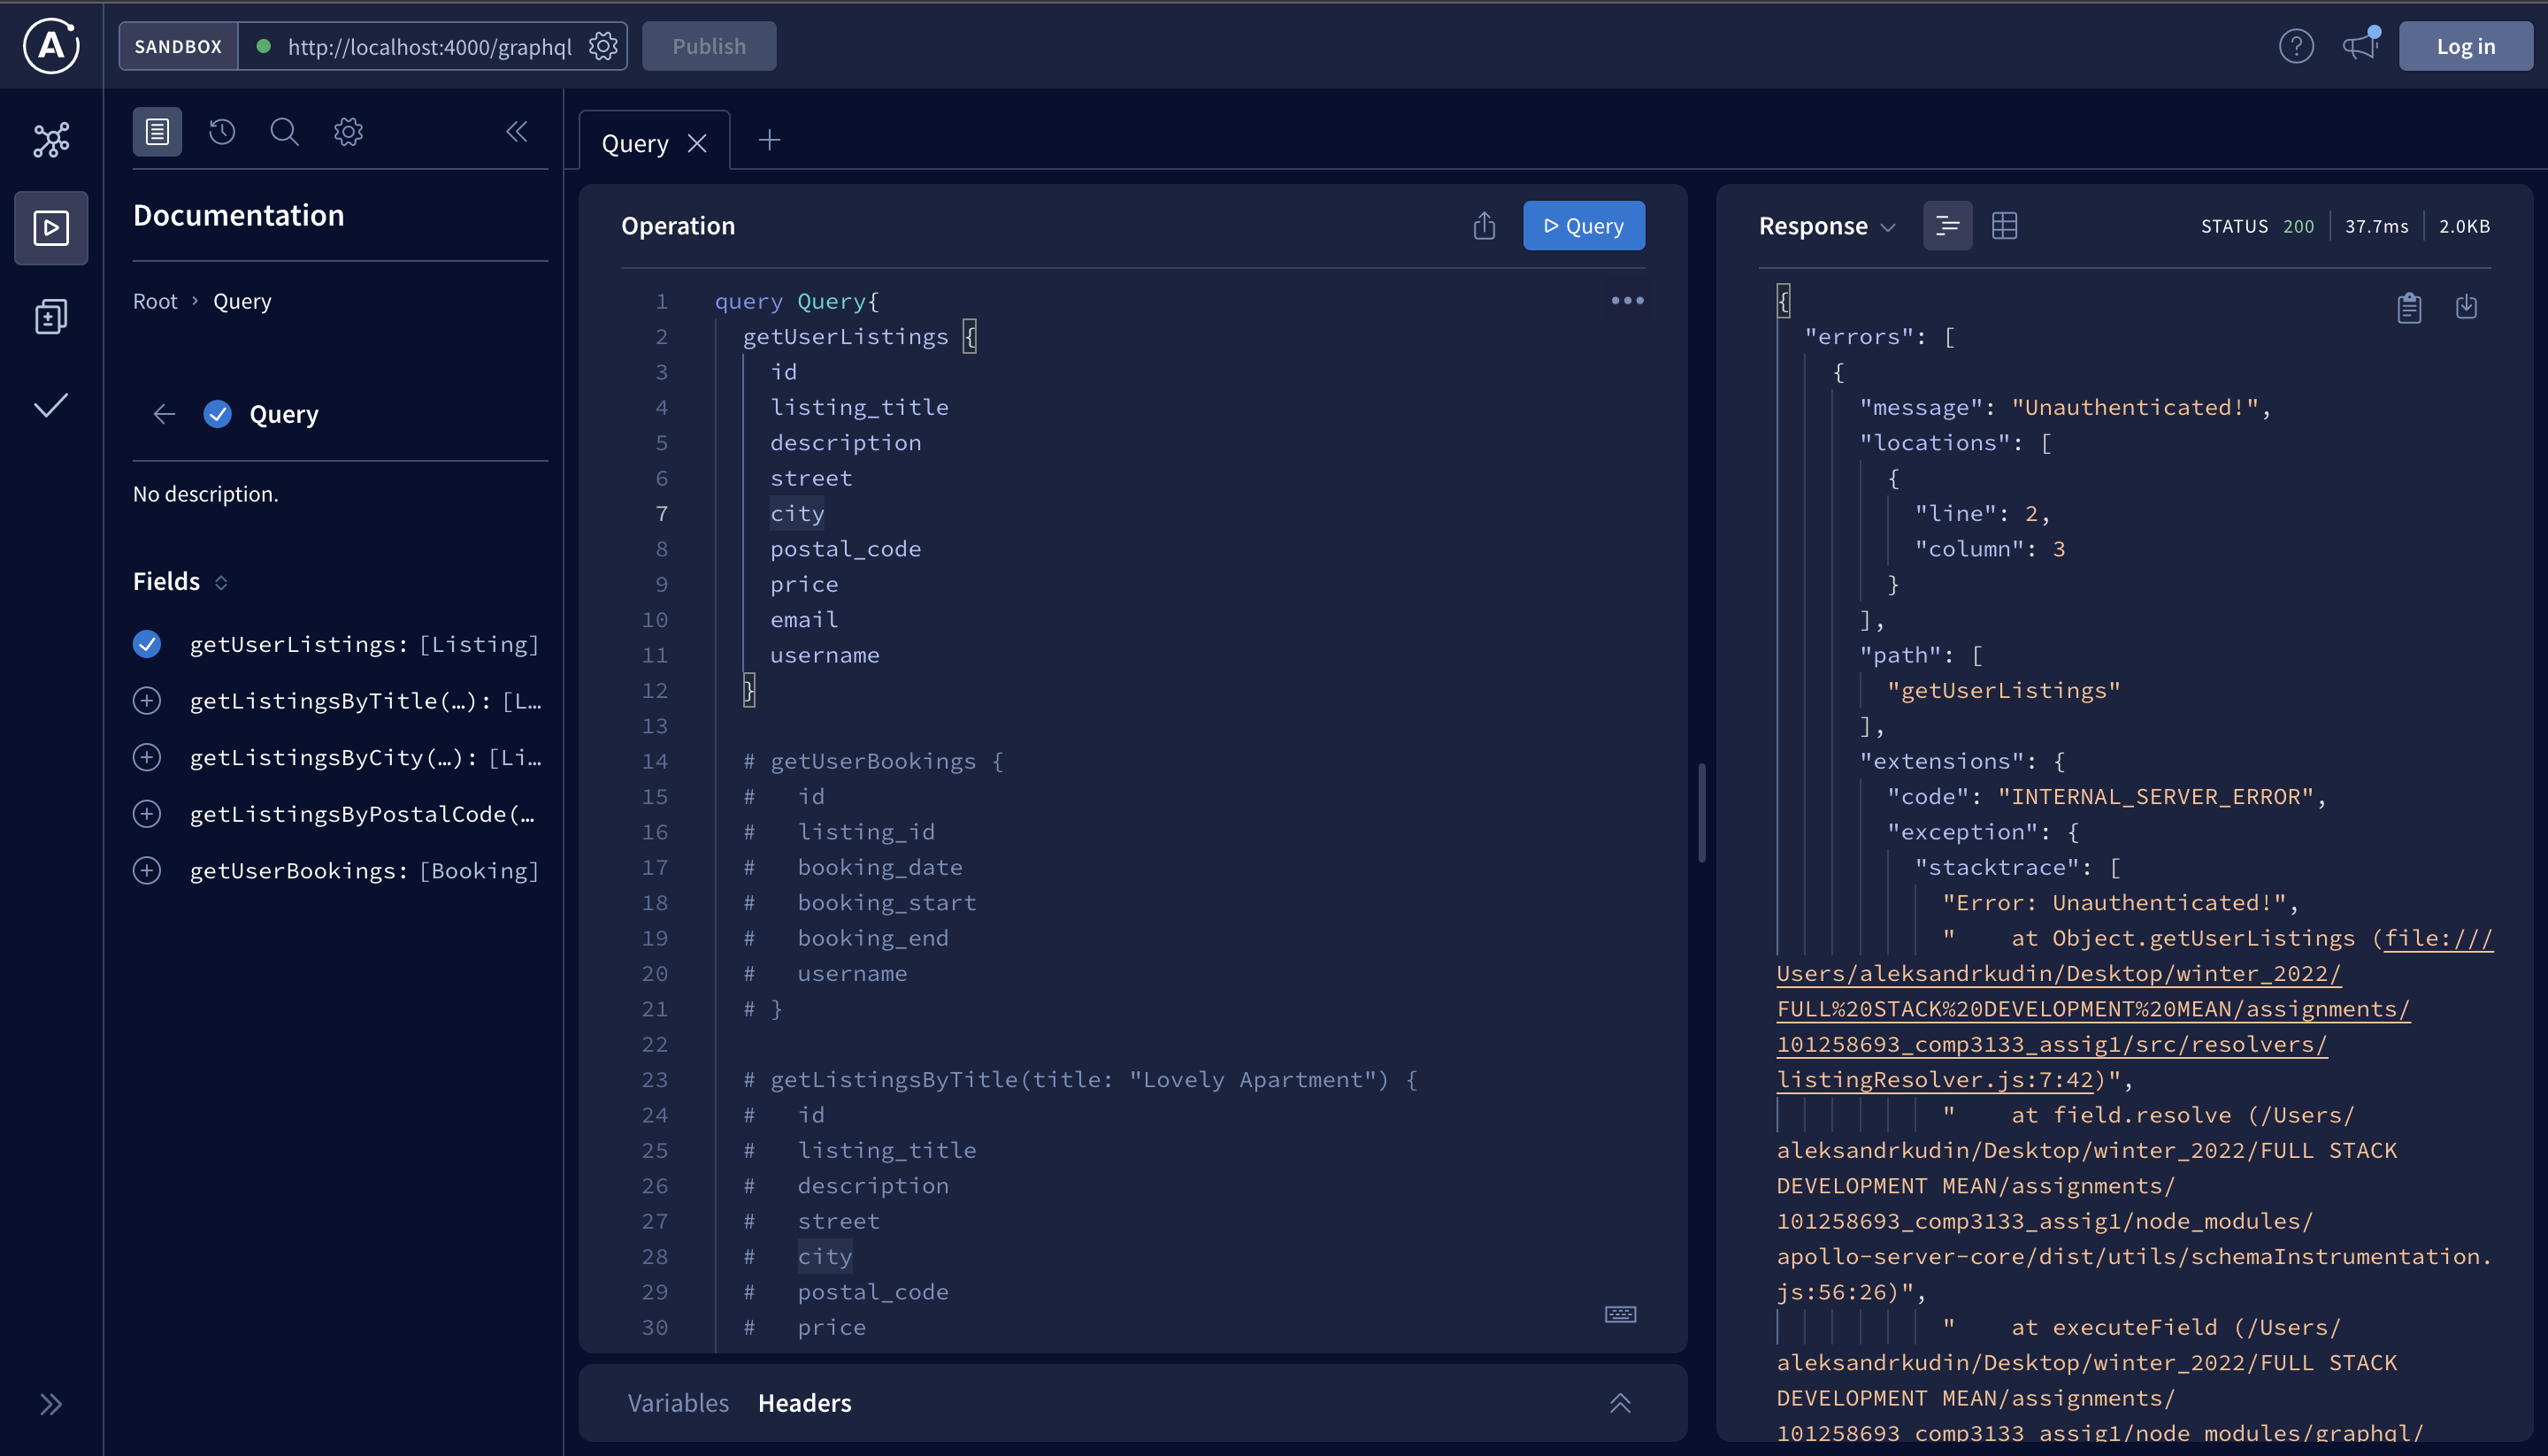 A
SANDBOX
http://localhost:4000/graphql
Publish
?
Log in
Documentation
Root › Query
Query
No description.
Fields
getUserListings: [Listing]
getListingsByTitle(…): [L…
getListingsByCity(…): [Li…
getListingsByPostalCode(…
getUserBookings: [Booking]
Query
Operation
Query
1 query Query{
2 getUserListings {
3 id
4 listing_title
5 description
6 street
7 city
8 postal_code
9 price
10 email
11 username
12 }
13
14 # getUserBookings {
15 # id
16 # listing_id
17 # booking_date
18 # booking_start
19 # booking_end
20 # username
21 # }
22
23 # getListingsByTitle(title: "Lovely Apartment") {
24 # id
25 # listing_title
26 # description
27 # street
28 # city
29 # postal_code
30 # price
Variables Headers
Response
STATUS 200 37.7ms 2.0KB
{
"errors": [
{
"message": "Unauthenticated!",
"locations": [
{
"line": 2,
"column": 3
}
],
"path": [
"getUserListings"
],
"extensions": {
"code": "INTERNAL_SERVER_ERROR",
"exception": {
"stacktrace": [
"Error: Unauthenticated!",
" at Object.getUserListings (file:///
Users/aleksandrkudin/Desktop/winter_2022/
FULL%20STACK%20DEVELOPMENT%20MEAN/assignments/
101258693_comp3133_assig1/src/resolvers/
listingResolver.js:7:42)",
" at field.resolve (/Users/
aleksandrkudin/Desktop/winter_2022/FULL STACK
DEVELOPMENT MEAN/assignments/
101258693_comp3133_assig1/node_modules/
apollo-server-core/dist/utils/schemaInstrumentation.
js:56:26)",
" at executeField (/Users/
aleksandrkudin/Desktop/winter_2022/FULL STACK
DEVELOPMENT MEAN/assignments/
101258693_comp3133_assig1/node_modules/graphql/